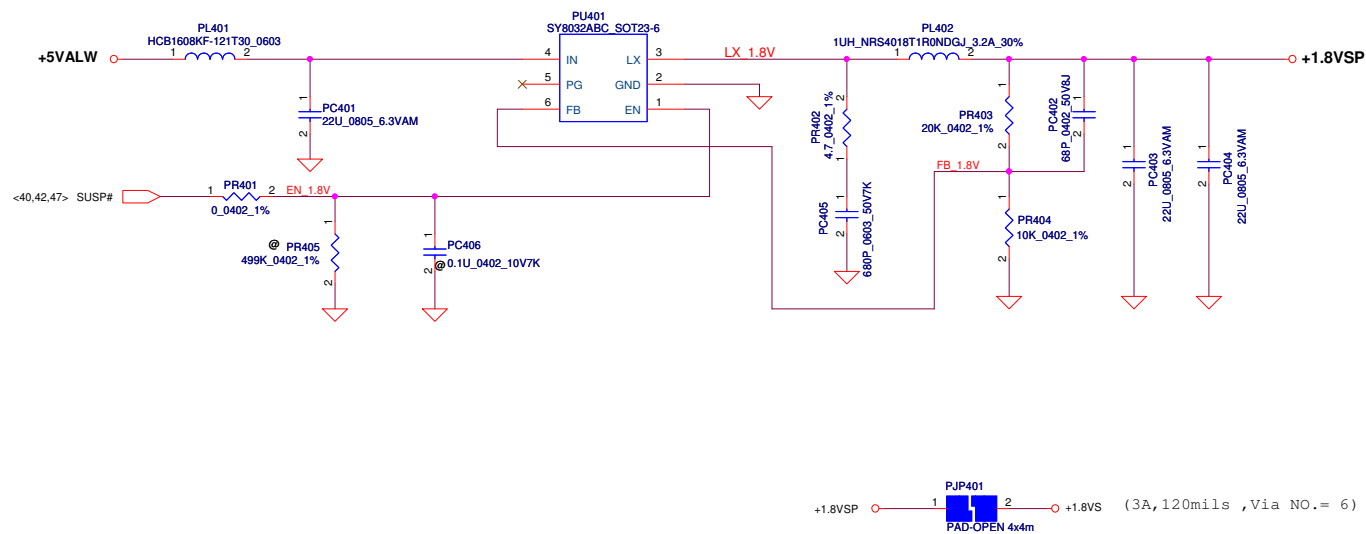 PU401
SY8032ABC_SOT23-6
PL401
HCB1608KF-121T30_0603
PL402
1UH_NRS4018T1R0NDGJ_3.2A_30%
+5VALW
1
2
4
IN
LX
3
LX_1.8V
1
2
+1.8VSP
5
PG
GND
2
6
FB
EN
1
1
PC401
22U_0805_6.3VAM
2
2
PR402
4.7_0402_1%
1
1
PR403
20K_0402_1%
2
1
PC402
68P_0402_50V8J
2
FB_1.8V
1
PC403
22U_0805_6.3VAM
2
1
PC404
22U_0805_6.3VAM
2
<40,42,47> SUSP#
1
PR401
2
0_0402_1%
EN_1.8V
1
PC405
680P_0603_50V7K
2
1
PR404
10K_0402_1%
2
1
@
PR405
499K_0402_1%
2
1
PC406
@
0.1U_0402_10V7K
2
PJP401
+1.8VSP
1
2
+1.8VS
(3A,120mils ,Via NO.= 6)
PAD-OPEN 4x4m